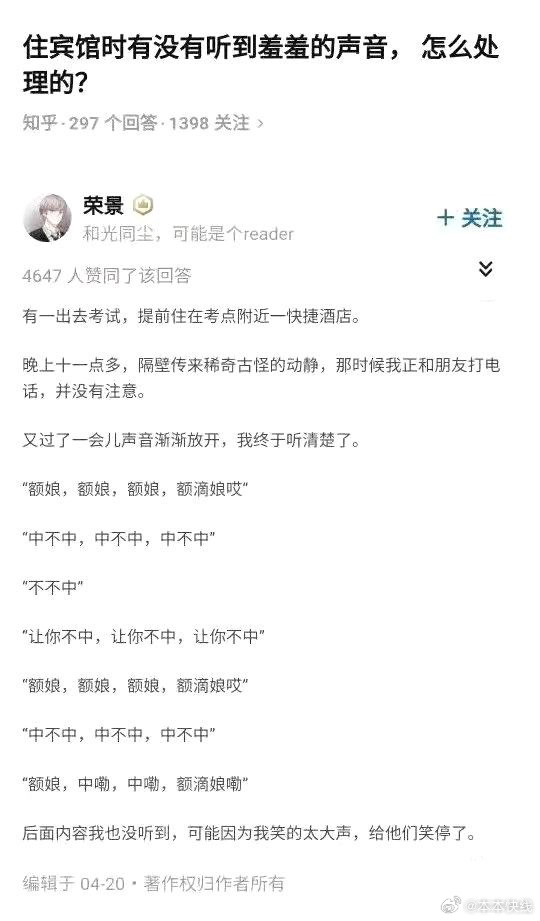 住宾馆时有没有听到羞羞的声音， 怎么处
理的？
知乎·297 个回答·1398 关注 >
荣景
+ 关注
和光同尘，可能是个reader
4647 人赞同了该回答
有一出去考试，提前住在考点附近一快捷酒店。
晚上十一点多，隔壁传来稀奇古怪的动静，那时候我正和朋友打电
话，并没有注意。
又过了一会儿声音渐渐放开，我终于听清楚了。
“额娘，额娘，额娘，额滴娘哎“
“中不中，中不中，中不中”
”不不中”
“让你不中，让你不中，让你不中”
“额娘，额娘，额娘，额滴娘哎”
“中不中，中不中，中不中”
“额娘，中嘞，中嘞，额滴娘嘞”
后面内容我也没听到，可能因为我笑的太大声，给他们笑停了。
编辑于 04-20・著作权归作者所有